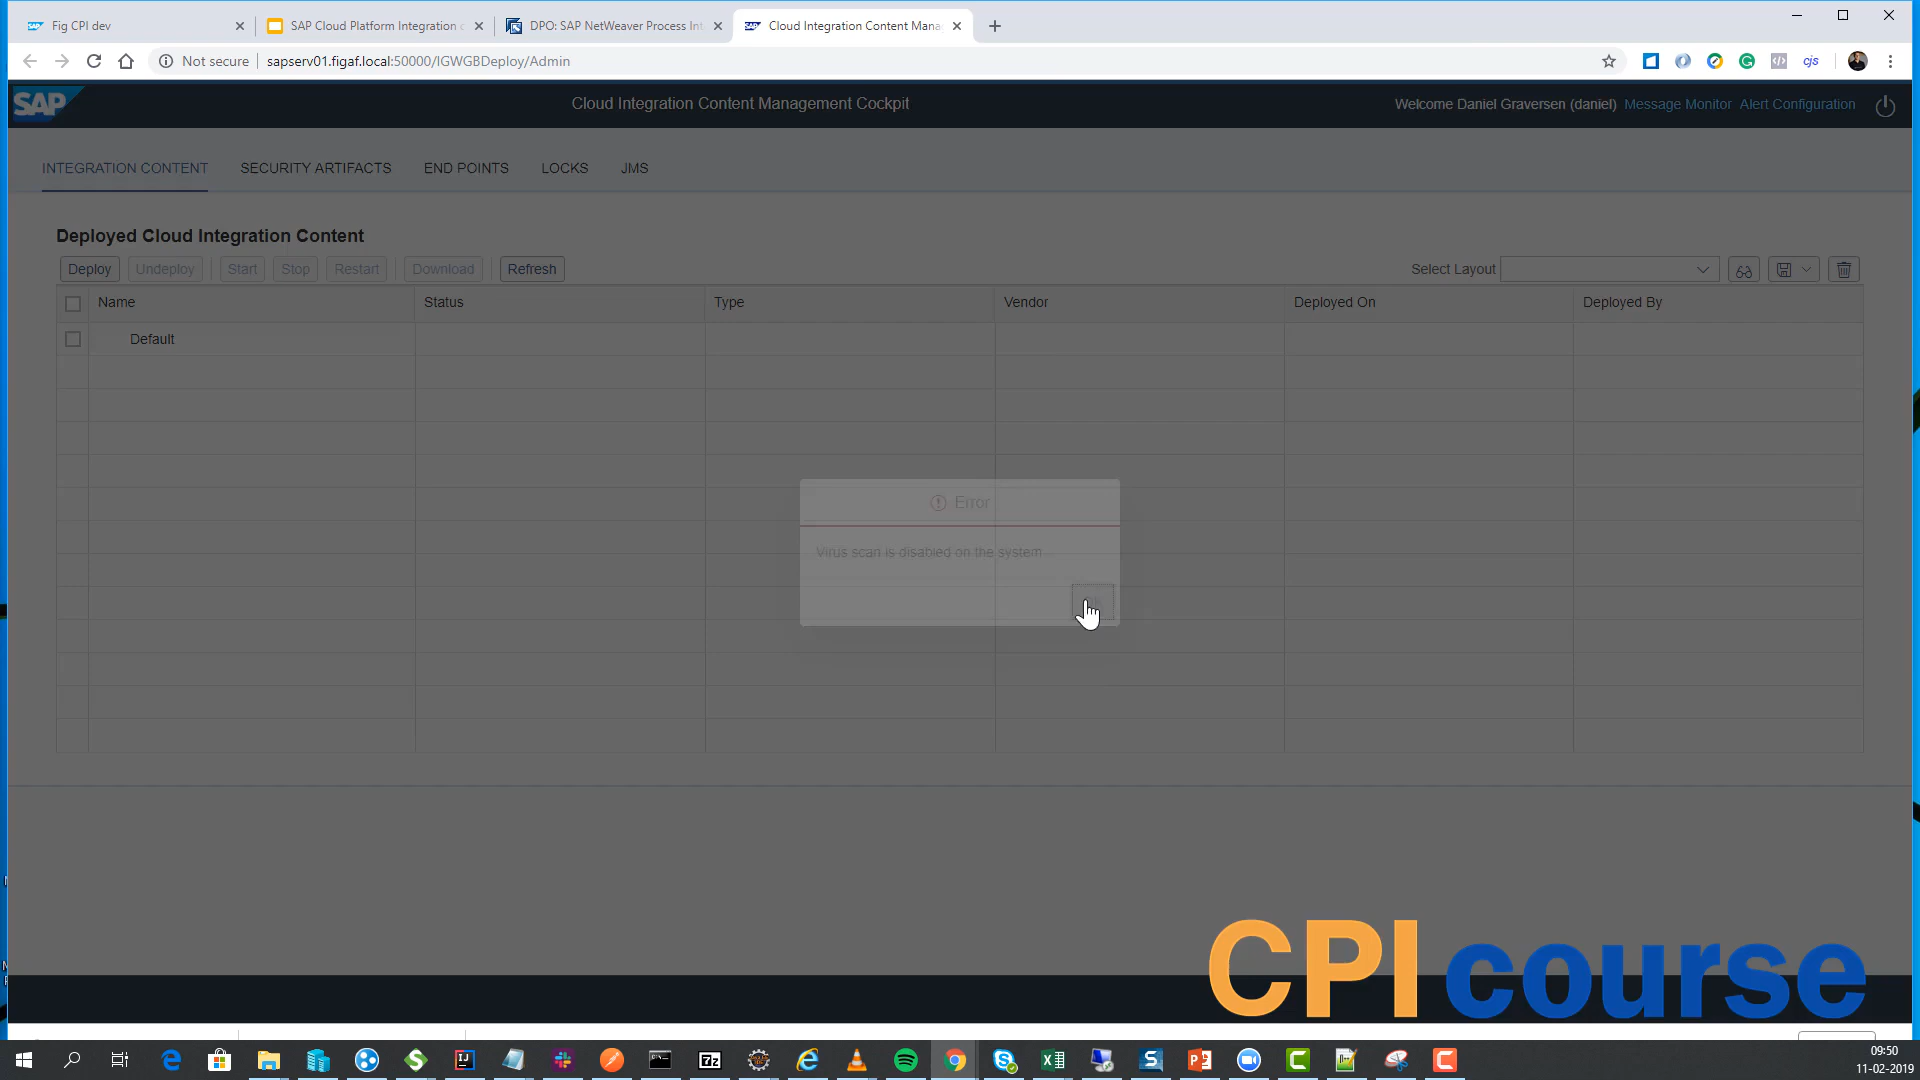 Fig CPI dev
SAP Cloud Platform Integration
DPO: SAP NetWeaver Process Int
Cloud Integration Content Mana
Not secure
sapserv01.figaf.local:50000/IGWGBDeploy/Admin
cjs
SAP
Cloud Integration Content Management Cockpit
Welcome Daniel Graversen (daniel) Message Monitor Alert Configuration
INTEGRATION CONTENT SECURITY ARTIFACTS END POINTS LOCKS JMS
Deployed Cloud Integration Content
Deploy Undeploy Start Stop Restart Download Refresh Select Layout
Name Status Type Vendor Deployed On Deployed By
Default
Error
Virus scan is disabled on the system
CPI course
09:50
11-02-2019